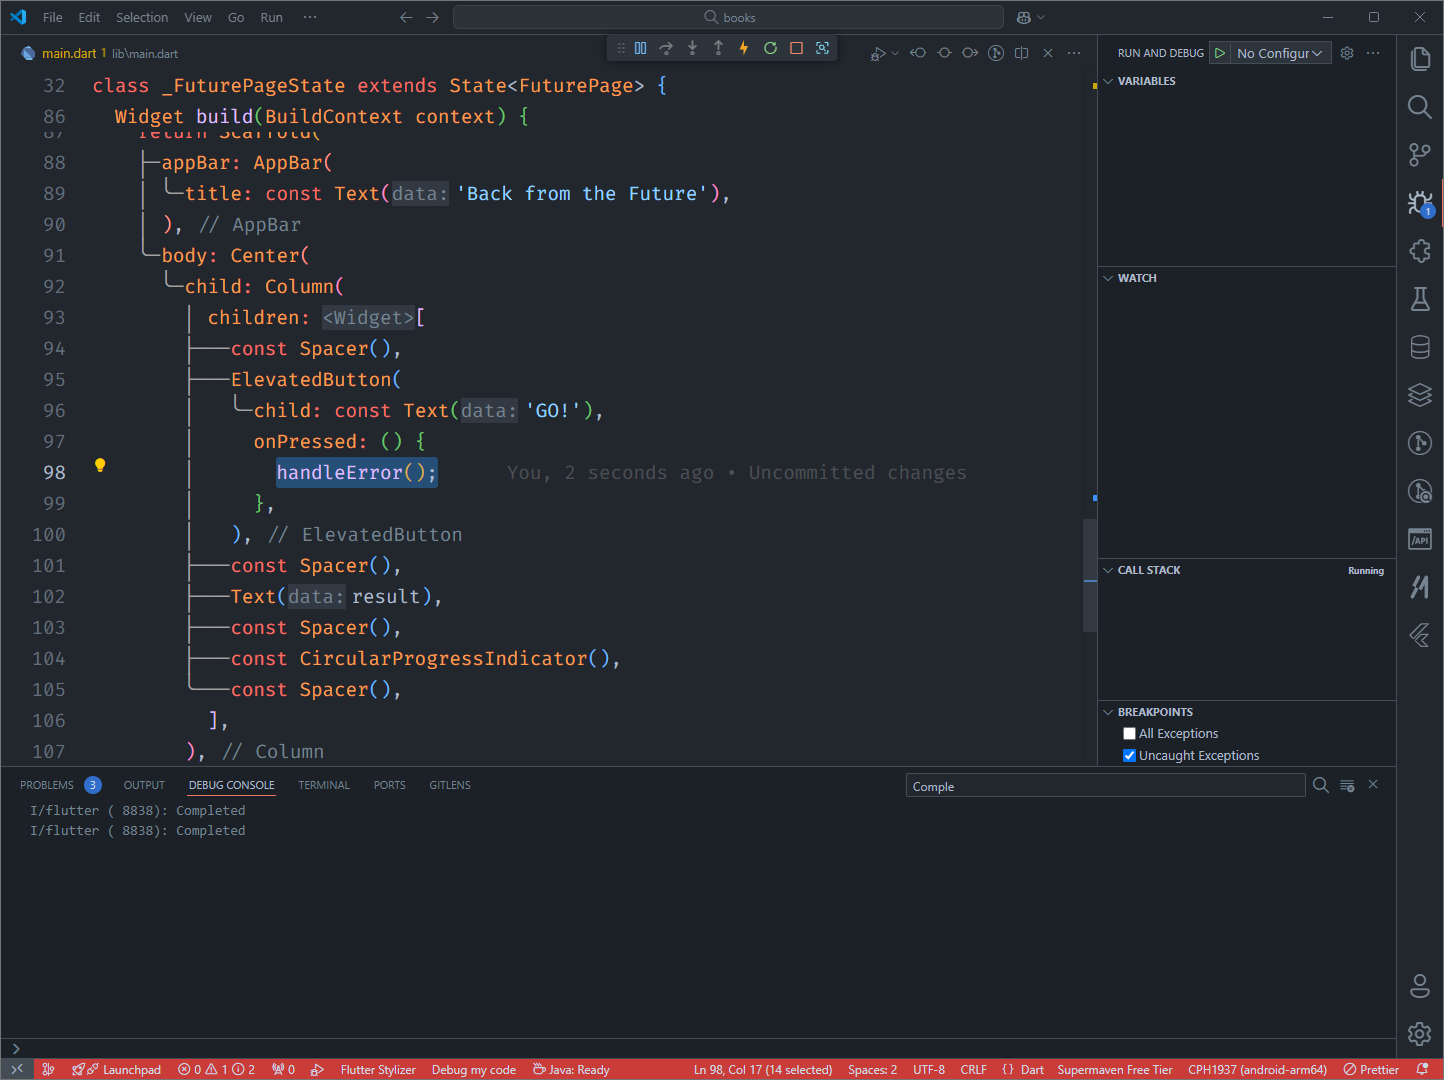 File Edit Selection View Go Run ··· books
main.dart 1 lib\main.dart
32 class _FuturePageState extends State<FuturePage> {
86 Widget build(BuildContext context) {
87 return Scaffold(
88 appBar: AppBar(
89 title: const Text(data: 'Back from the Future'),
90 ), // AppBar
91 body: Center(
92 child: Column(
93 children: <Widget>[
94 const Spacer(),
95 ElevatedButton(
96 child: const Text(data: 'GO!'),
97 onPressed: () {
98 handleError(); You, 2 seconds ago • Uncommitted changes
99 },
100 ), // ElevatedButton
101 const Spacer(),
102 Text(data: result),
103 const Spacer(),
104 const CircularProgressIndicator(),
105 const Spacer(),
106 ],
107 ), // Column
RUN AND DEBUG No Configur
VARIABLES
WATCH
CALL STACK Running
BREAKPOINTS
All Exceptions
Uncaught Exceptions
1
/API
PROBLEMS 3 OUTPUT DEBUG CONSOLE TERMINAL PORTS GITLENS Comple
I/flutter ( 8838): Completed
I/flutter ( 8838): Completed
Launchpad 0 1 2 0 Flutter Stylizer Debug my code Java: Ready Ln 98, Col 17 (14 selected) Spaces: 2 UTF-8 CRLF {} Dart Supermaven Free Tier CPH1937 (android-arm64) Prettier